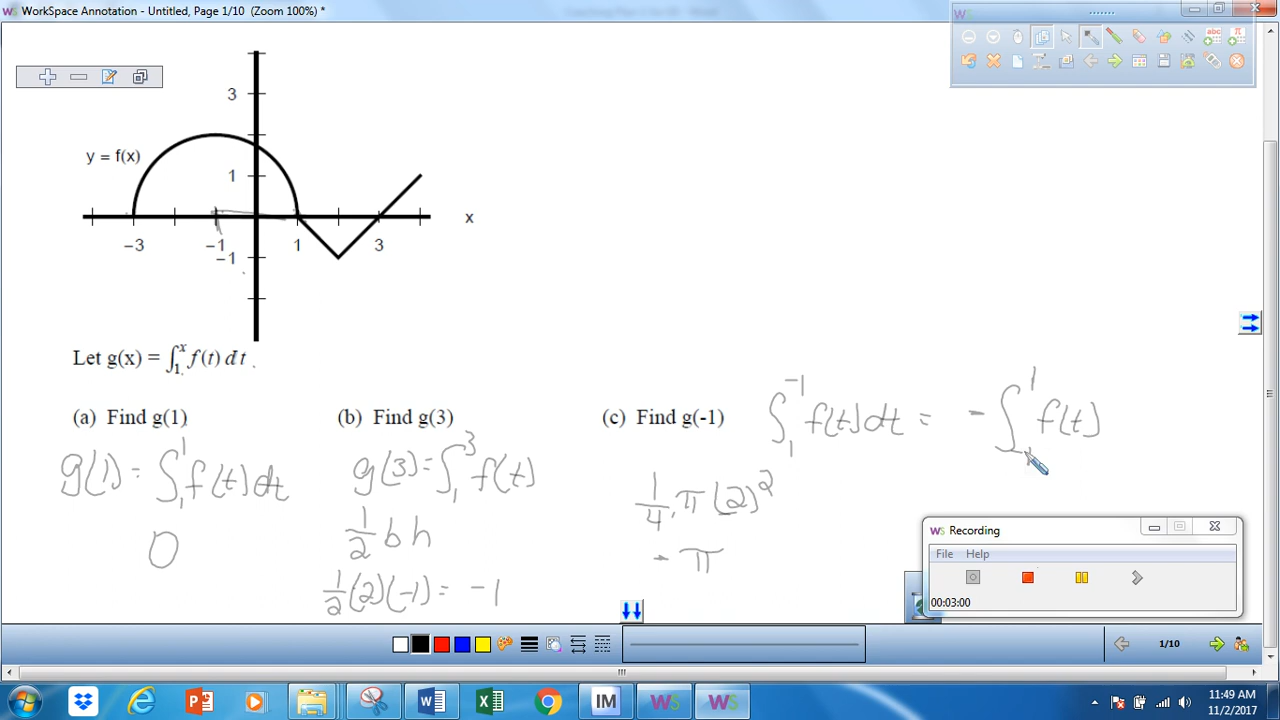 WorkSpace Annotation - Untitled, Page 1/10 (Zoom 100%) *
3
y = f(x)
1
x
-3
-1
1
3
-1
Let g(x) = ∫₁ˣ f(t) dt .
(a) Find g(1)
(b) Find g(3)
(c) Find g(-1)
∫₁⁻¹ f(t)dt = - ∫₋₁¹ f(t)
g(1) = ∫₁¹ f(t)dt
g(3) = ∫₁³ f(t)
1/4 . π(2)²
0
1/2 b h
- π
1/2 (2)(-1) = -1
WS Recording
File Help
00:03:00
1/10
11:49 AM
11/2/2017